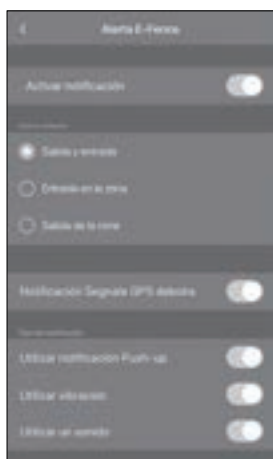 Alerta E-Fence
Activar notificación
Salida y entrada
Entrada en la zona
Salida de la zona
Notificación Segnale GPS debole
Utilizar notificación Push-up
Utilizar vibración
Utilizar un sonido